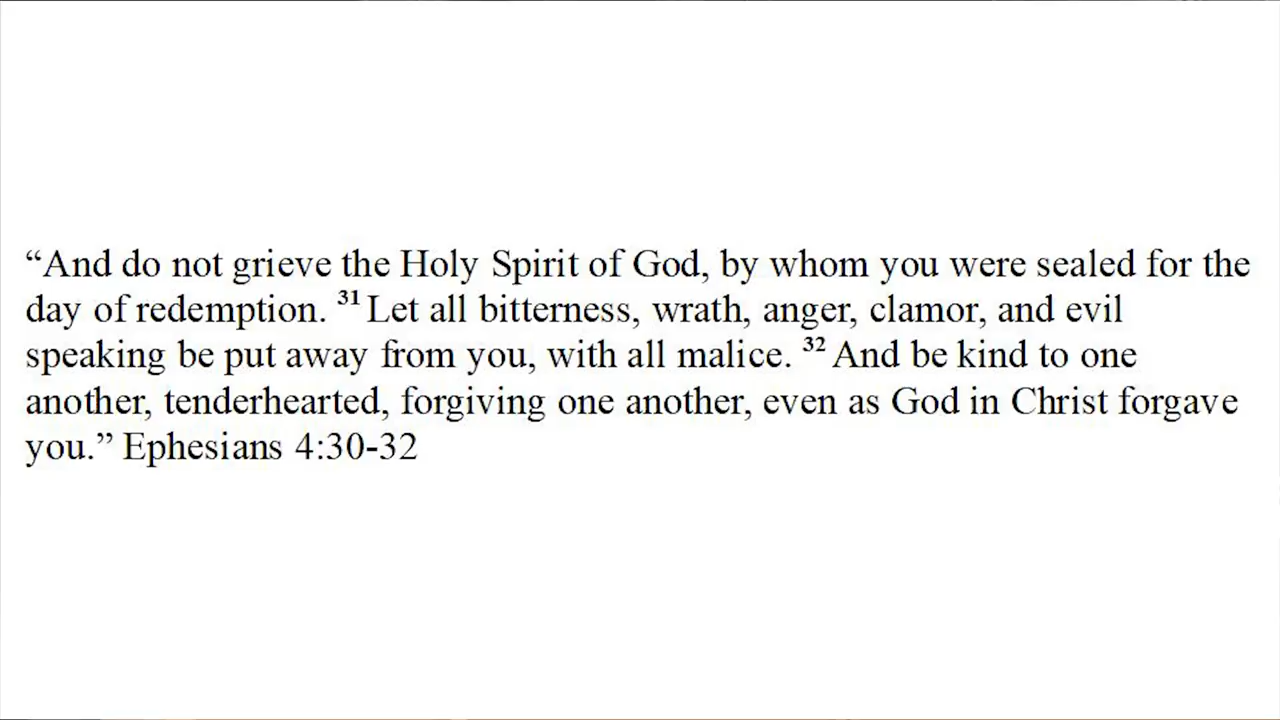 “And do not grieve the Holy Spirit of God, by whom you were sealed for the
day of redemption. ³¹ Let all bitterness, wrath, anger, clamor, and evil
speaking be put away from you, with all malice. ³² And be kind to one
another, tenderhearted, forgiving one another, even as God in Christ forgave
you.” Ephesians 4:30-32